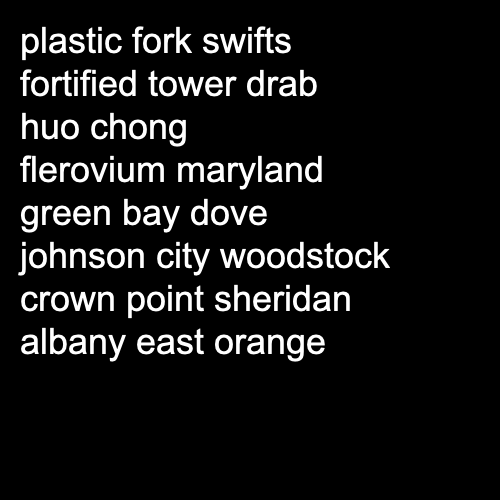 plastic fork swifts
fortified tower drab
huo chong
flerovium maryland
green bay dove
johnson city woodstock
crown point sheridan
albany east orange